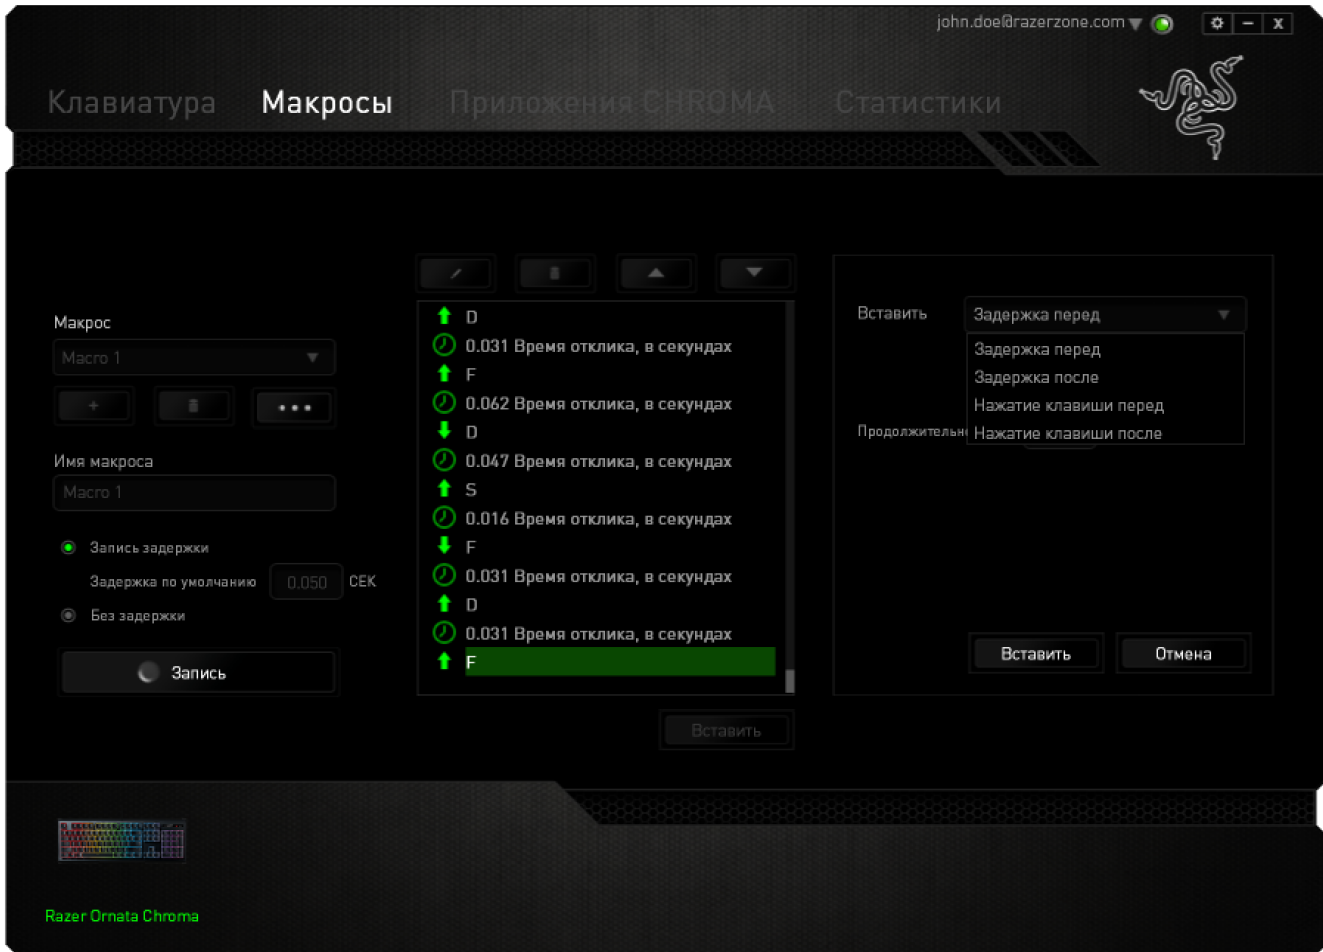 john.doe@razerzone.com
Клавиатура Макросы Приложения CHROMA Статистики
Макрос
Macro 1
Имя макроса
Macro 1
Запись задержки
Задержка по умолчанию 0.050 СЕК
Без задержки
Запись
D
0.031 Время отклика, в секундах
F
0.062 Время отклика, в секундах
D
0.047 Время отклика, в секундах
S
0.016 Время отклика, в секундах
F
0.031 Время отклика, в секундах
D
0.031 Время отклика, в секундах
F
Вставить
Вставить Задержка перед
Задержка перед
Задержка после
Нажатие клавиши перед
Продолжительн Нажатие клавиши после
Вставить Отмена
Razer Ornata Chroma